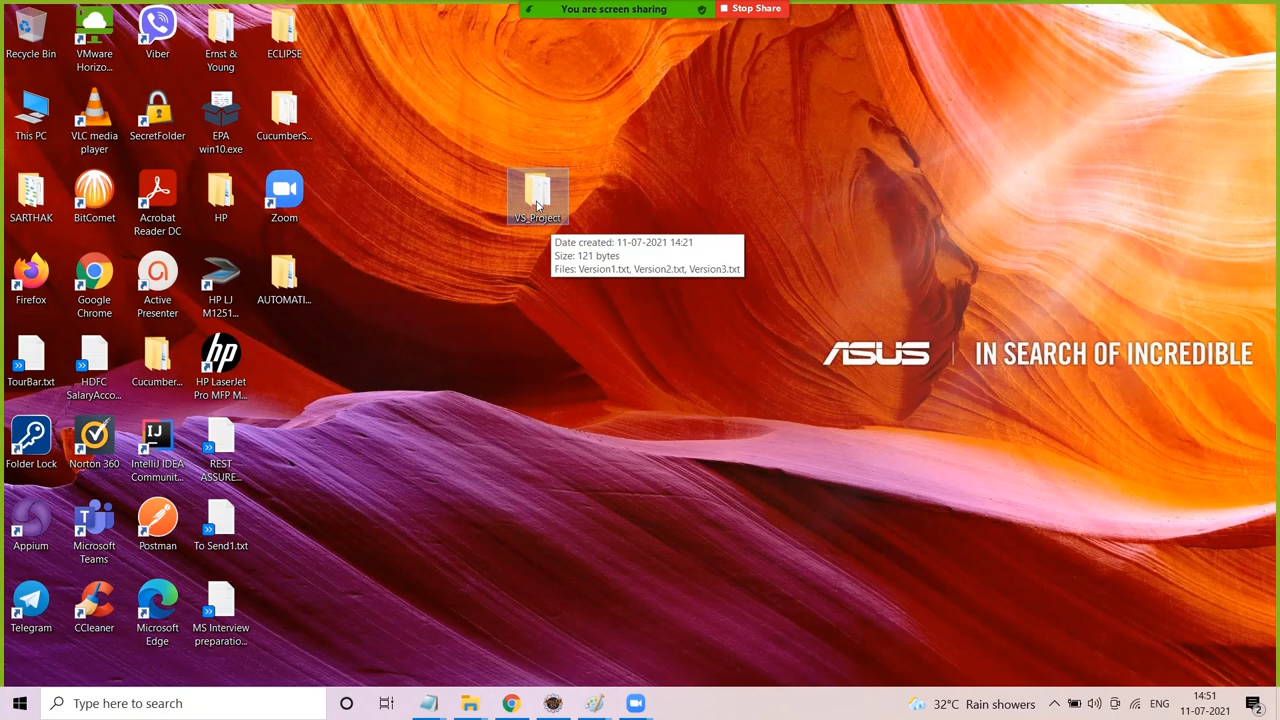 You are screen sharing
Stop Share
Recycle Bin
VMware
Horizo...
Viber
Ernst &
Young
ECLIPSE
This PC
VLC media
player
SecretFolder
EPA
win10.exe
CucumberS...
SARTHAK
BitComet
Acrobat
Reader DC
HP
Zoom
VS_Project
Date created: 11-07-2021 14:21
Size: 121 bytes
Files: Version1.txt, Version2.txt, Version3.txt
Firefox
Google
Chrome
Active
Presenter
HP LJ
M1251...
AUTOMATI...
ASUS
IN SEARCH OF INCREDIBLE
TourBar.txt
HDFC
SalaryAcco...
Cucumber...
HP LaserJet
Pro MFP M...
Folder Lock
Norton 360
IntelliJ IDEA
Communit...
REST
ASSURE...
Appium
Microsoft
Teams
Postman
To Send1.txt
Telegram
CCleaner
Microsoft
Edge
MS Interview
preparatio...
Type here to search
32°C Rain showers
ENG
14:51
11-07-2021
2